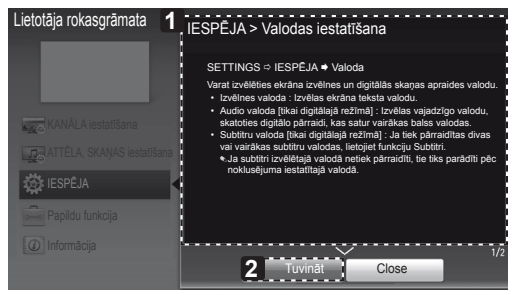 Lietotāja rokasgrāmata
1
IESPĒJA > Valodas iestatīšana
SETTINGS ⇨ IESPĒJA ➡ Valoda
Varat izvēlēties ekrāna izvēlnes un digitālās skaņas apraides valodu.
• Izvēlnes valoda : Izvēlas ekrāna teksta valodu.
• Audio valoda [tikai digitālajā režīmā] : Izvēlas vajadzīgo valodu,
skatoties digitālo pārraidi, kas satur vairākas balss valodas.
• Subtitru valoda [tikai digitālajā režīmā] : Ja tiek pārraidītas divas
vai vairākas subtitru valodas, lietojiet funkciju Subtitri.
Ja subtitri izvēlētajā valodā netiek pārraidīti, tie tiks parādīti pēc
noklusējuma iestatītajā valodā.
KANĀLA iestatīšana
ATTĒLA, SKAŅAS iestatīšana
IESPĒJA
Papildu funkcija
Informācija
1/2
2
Tuvināt
Close